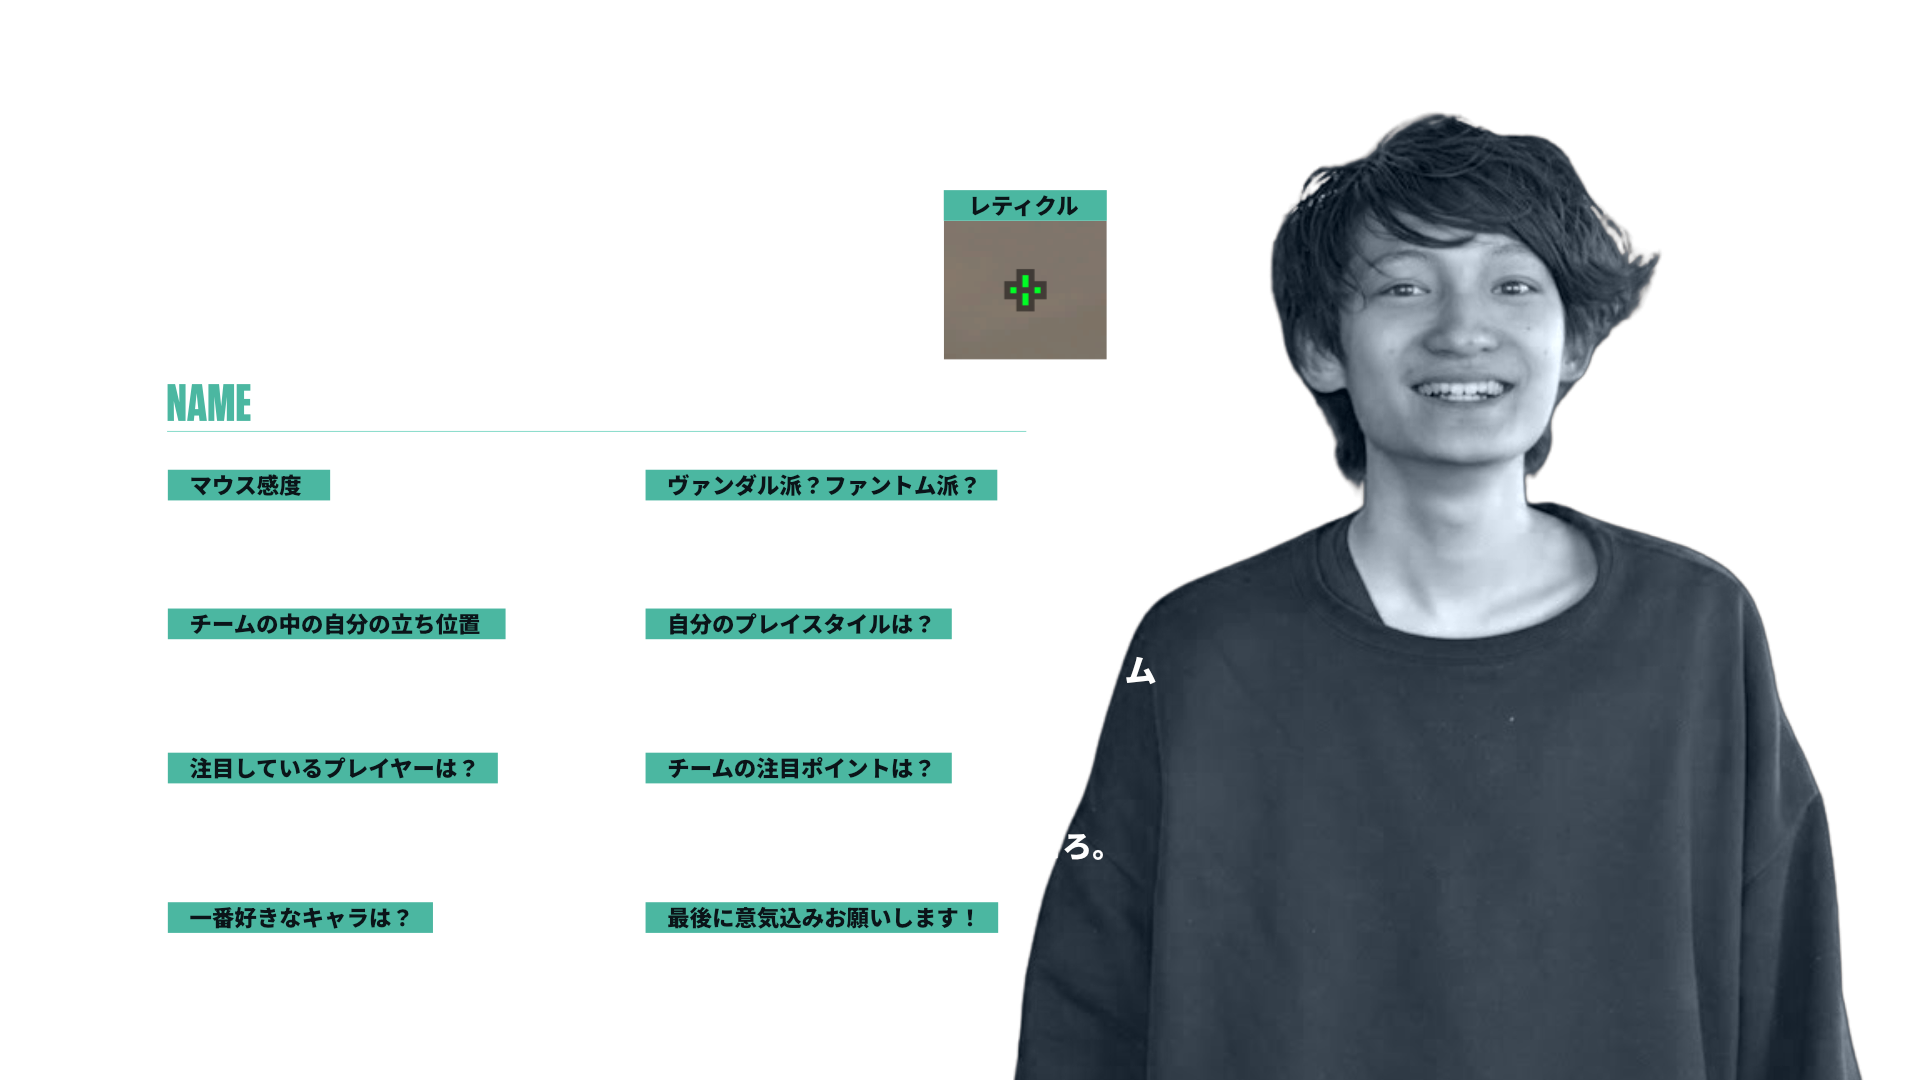 レティクル
NAME
マウス感度
ヴァンダル派？ファントム派？
チームの中の自分の立ち位置
自分のプレイスタイルは？
ム
注目しているプレイヤーは？
チームの注目ポイントは？
ろ。
一番好きなキャラは？
最後に意気込みお願いします！